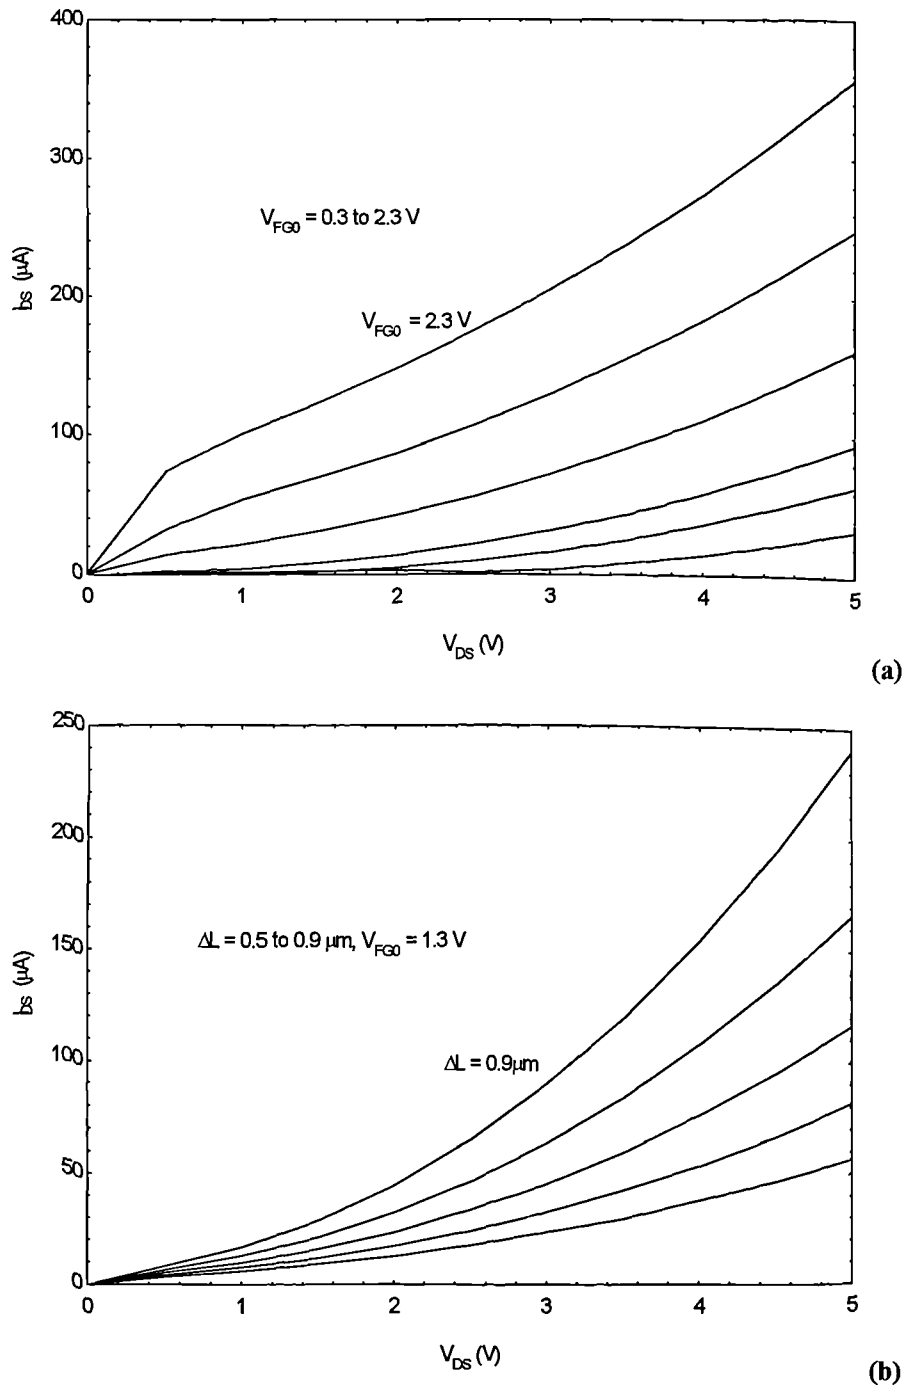 400
300
200
100
0
I_DS (μA)
V_FG0 = 0.3 to 2.3 V
V_FG0 = 2.3 V
0 1 2 3 4 5
V_DS (V)
(a)
250
200
150
100
50
0
I_DS (μA)
ΔL = 0.5 to 0.9 μm, V_FG0 = 1.3 V
ΔL = 0.9μm
0 1 2 3 4 5
V_DS (V)
(b)